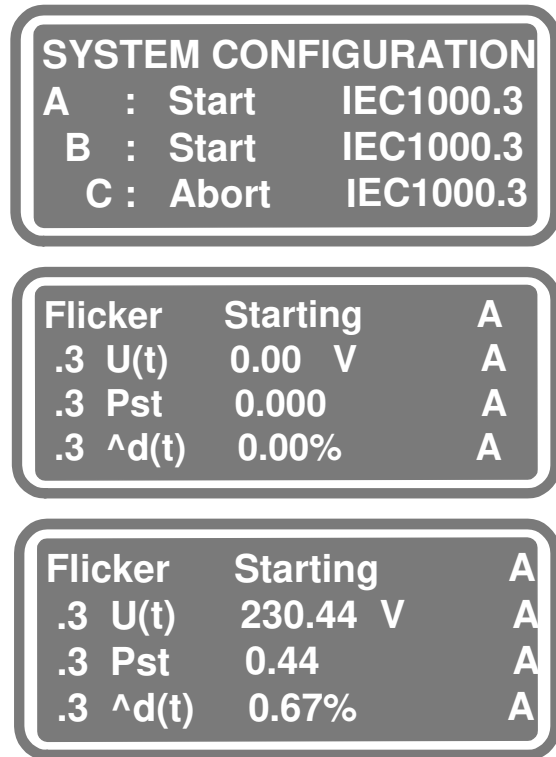 SYSTEM CONFIGURATION
A : Start IEC1000.3
B : Start IEC1000.3
C : Abort IEC1000.3
Flicker Starting A
.3 U(t) 0.00 V A
.3 Pst 0.000 A
.3 ^d(t) 0.00% A
Flicker Starting A
.3 U(t) 230.44 V A
.3 Pst 0.44 A
.3 ^d(t) 0.67% A